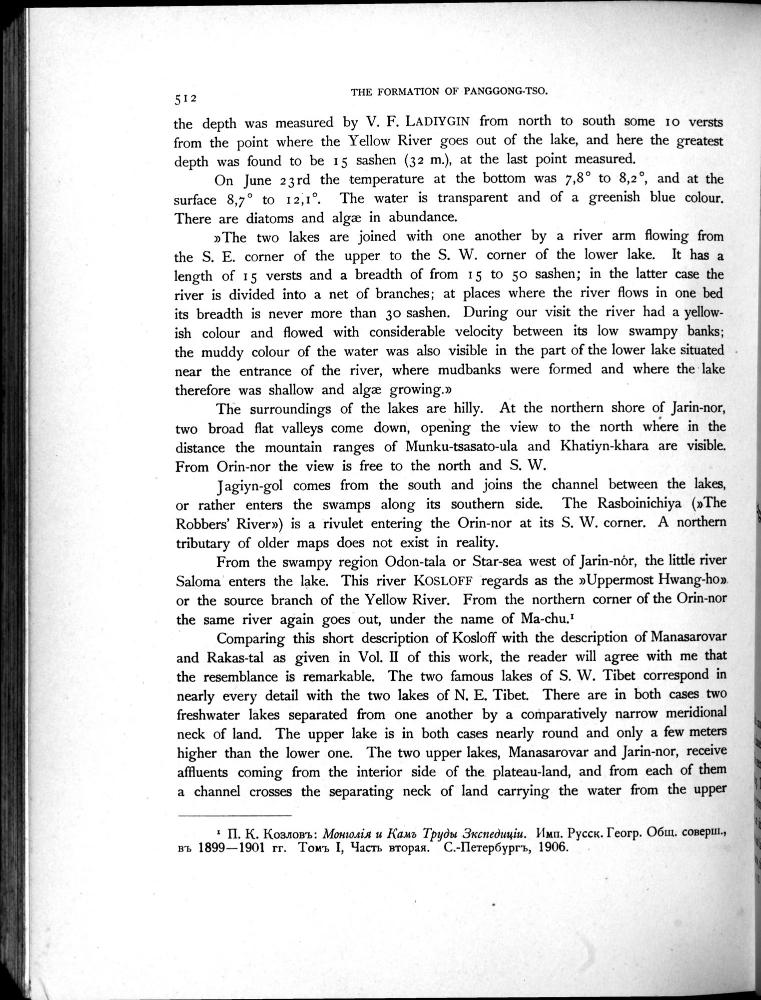 512
THE FORMATION OF PANGGONG-TSO.
the depth was measured by V. F. LADIYGIN from north to south some 10 versts
from the point where the Yellow River goes out of the lake, and here the greatest
depth was found to be 15 sashen (32 m.), at the last point measured.
On June 23rd the temperature at the bottom was 7,8° to 8,2°, and at the
surface 8,7° to 12,1°. The water is transparent and of a greenish blue colour.
There are diatoms and algæ in abundance.
»The two lakes are joined with one another by a river arm flowing from
the S. E. corner of the upper to the S. W. corner of the lower lake. It has a
length of 15 versts and a breadth of from 15 to 50 sashen; in the latter case the
river is divided into a net of branches; at places where the river flows in one bed
its breadth is never more than 30 sashen. During our visit the river had a yellow-
ish colour and flowed with considerable velocity between its low swampy banks;
the muddy colour of the water was also visible in the part of the lower lake situated
near the entrance of the river, where mudbanks were formed and where the lake
therefore was shallow and algæ growing.»
The surroundings of the lakes are hilly. At the northern shore of Jarin-nor,
two broad flat valleys come down, opening the view to the north where in the
distance the mountain ranges of Munku-tsasato-ula and Khatiyn-khara are visible.
From Orin-nor the view is free to the north and S. W.
Jagiyn-gol comes from the south and joins the channel between the lakes,
or rather enters the swamps along its southern side. The Rasboinichiya (»The
Robbers' River») is a rivulet entering the Orin-nor at its S. W. corner. A northern
tributary of older maps does not exist in reality.
From the swampy region Odon-tala or Star-sea west of Jarin-nór, the little river
Saloma enters the lake. This river KOSLOFF regards as the »Uppermost Hwang-ho»
or the source branch of the Yellow River. From the northern corner of the Orin-nor
the same river again goes out, under the name of Ma-chu.¹
Comparing this short description of Kosloff with the description of Manasarovar
and Rakas-tal as given in Vol. II of this work, the reader will agree with me that
the resemblance is remarkable. The two famous lakes of S. W. Tibet correspond in
nearly every detail with the two lakes of N. E. Tibet. There are in both cases two
freshwater lakes separated from one another by a comparatively narrow meridional
neck of land. The upper lake is in both cases nearly round and only a few meters
higher than the lower one. The two upper lakes, Manasarovar and Jarin-nor, receive
affluents coming from the interior side of the plateau-land, and from each of them
a channel crosses the separating neck of land carrying the water from the upper
¹ П. К. Козловъ: Монголія и Камъ Труды Экспедиціи. Имп. Русск. Геогр. Общ. соверш.,
въ 1899—1901 гг. Томъ I, Часть вторая. С.-Петербургъ, 1906.